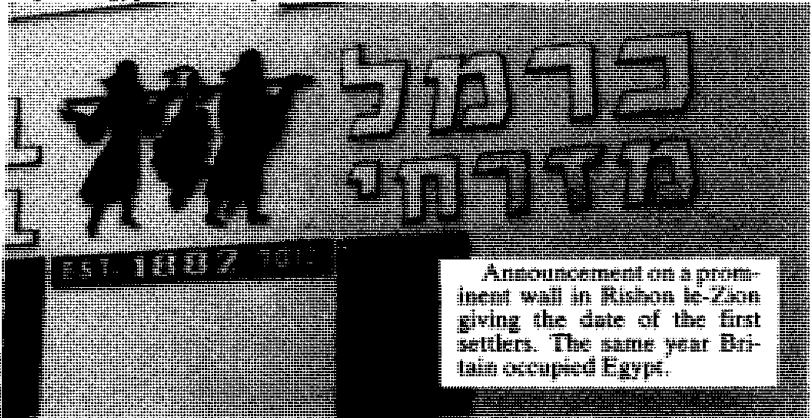 כרמל
מזרחי
EST.
Announcement on a prom-
inent wall in Rishon le-Zion
giving the date of the first
settlers. The same year Bri-
tain occupied Egypt.